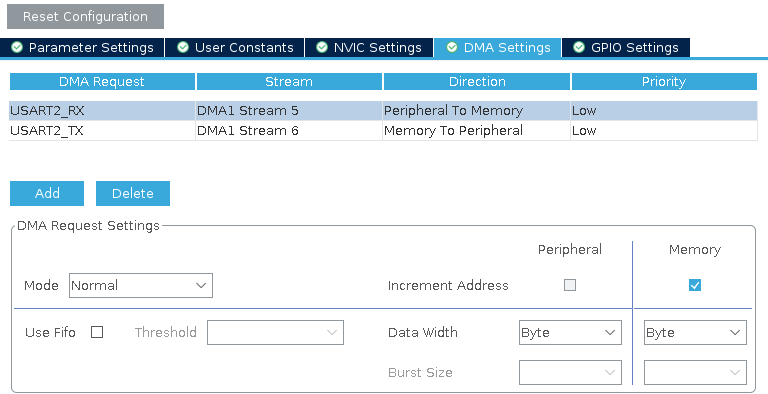 Reset Configuration
Parameter Settings User Constants NVIC Settings DMA Settings GPIO Settings
DMA Request Stream Direction Priority
USART2_RX DMA1 Stream 5 Peripheral To Memory Low
USART2_TX DMA1 Stream 6 Memory To Peripheral Low
Add Delete
DMA Request Settings
Peripheral Memory
Mode Normal Increment Address
Use Fifo Threshold Data Width Byte Byte
Burst Size